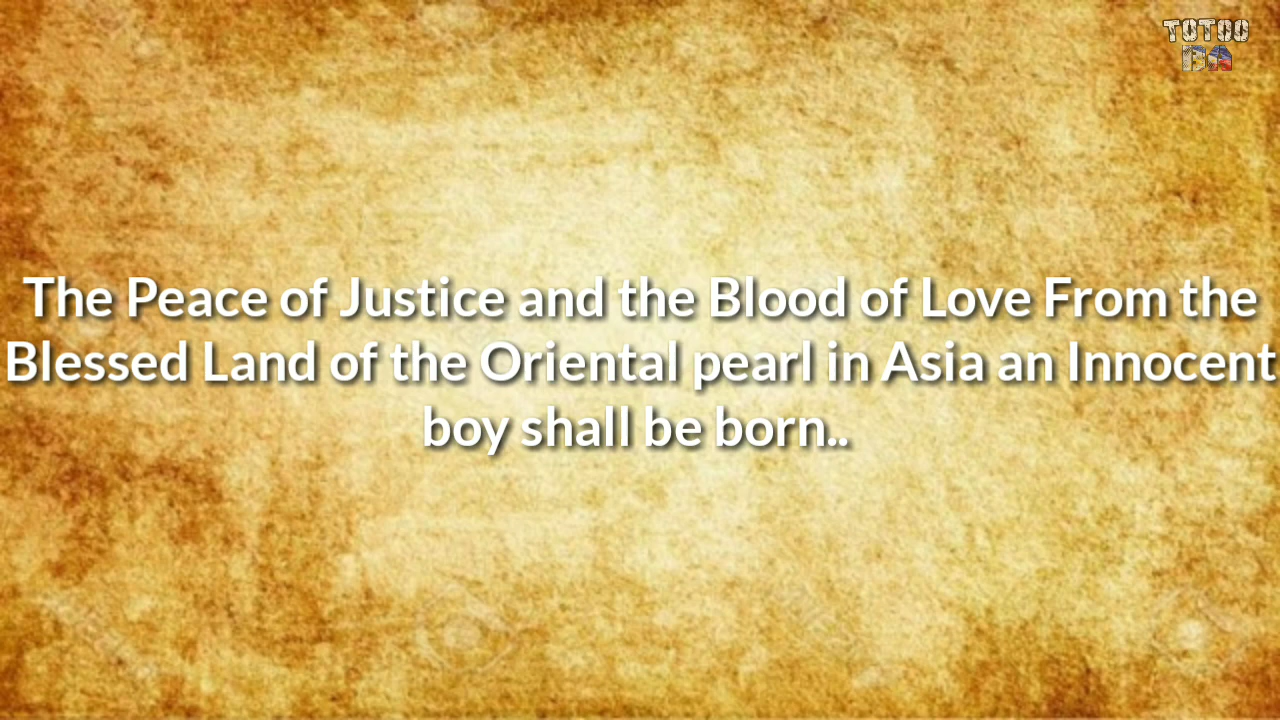 TOTOO
BA
The Peace of Justice and the Blood of Love From the
Blessed Land of the Oriental pearl in Asia an Innocent
boy shall be born..